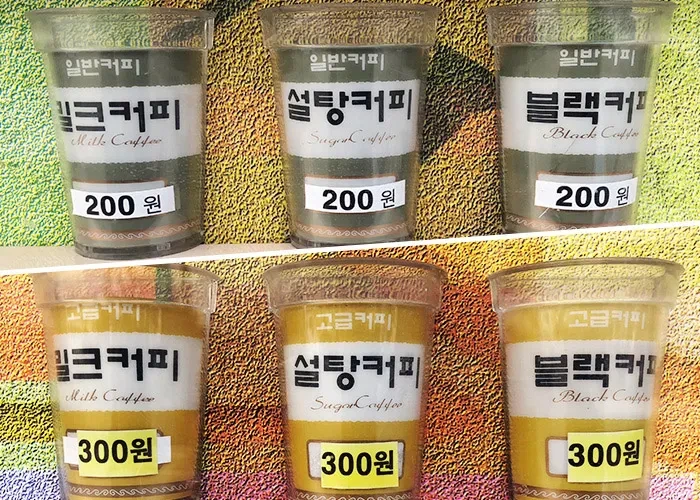 일반커피
밀크커피
Milk Coffee
200 원
일반커피
설탕커피
Sugar Coffee
200 원
일반커피
블랙커피
Black Coffee
200 원
고급커피
밀크커피
Milk Coffee
300원
고급커피
설탕커피
Sugar Coffee
300원
고급커피
블랙커피
Black Coffee
300원